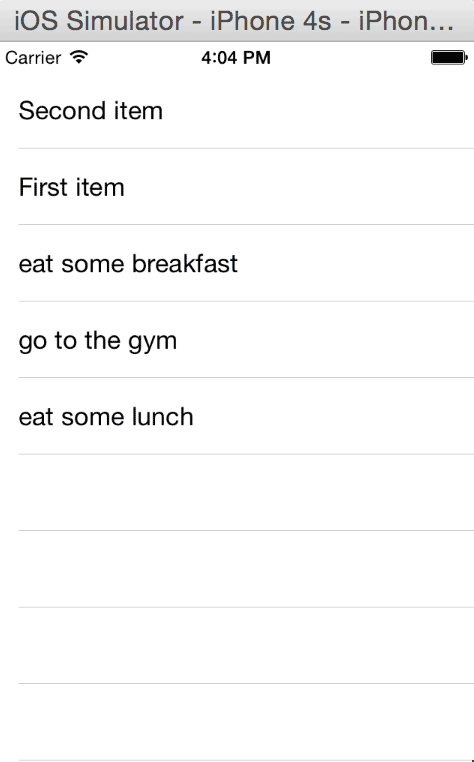 iOS Simulator - iPhone 4s - iPhon...
Carrier 4:04 PM
Second item
First item
eat some breakfast
go to the gym
eat some lunch